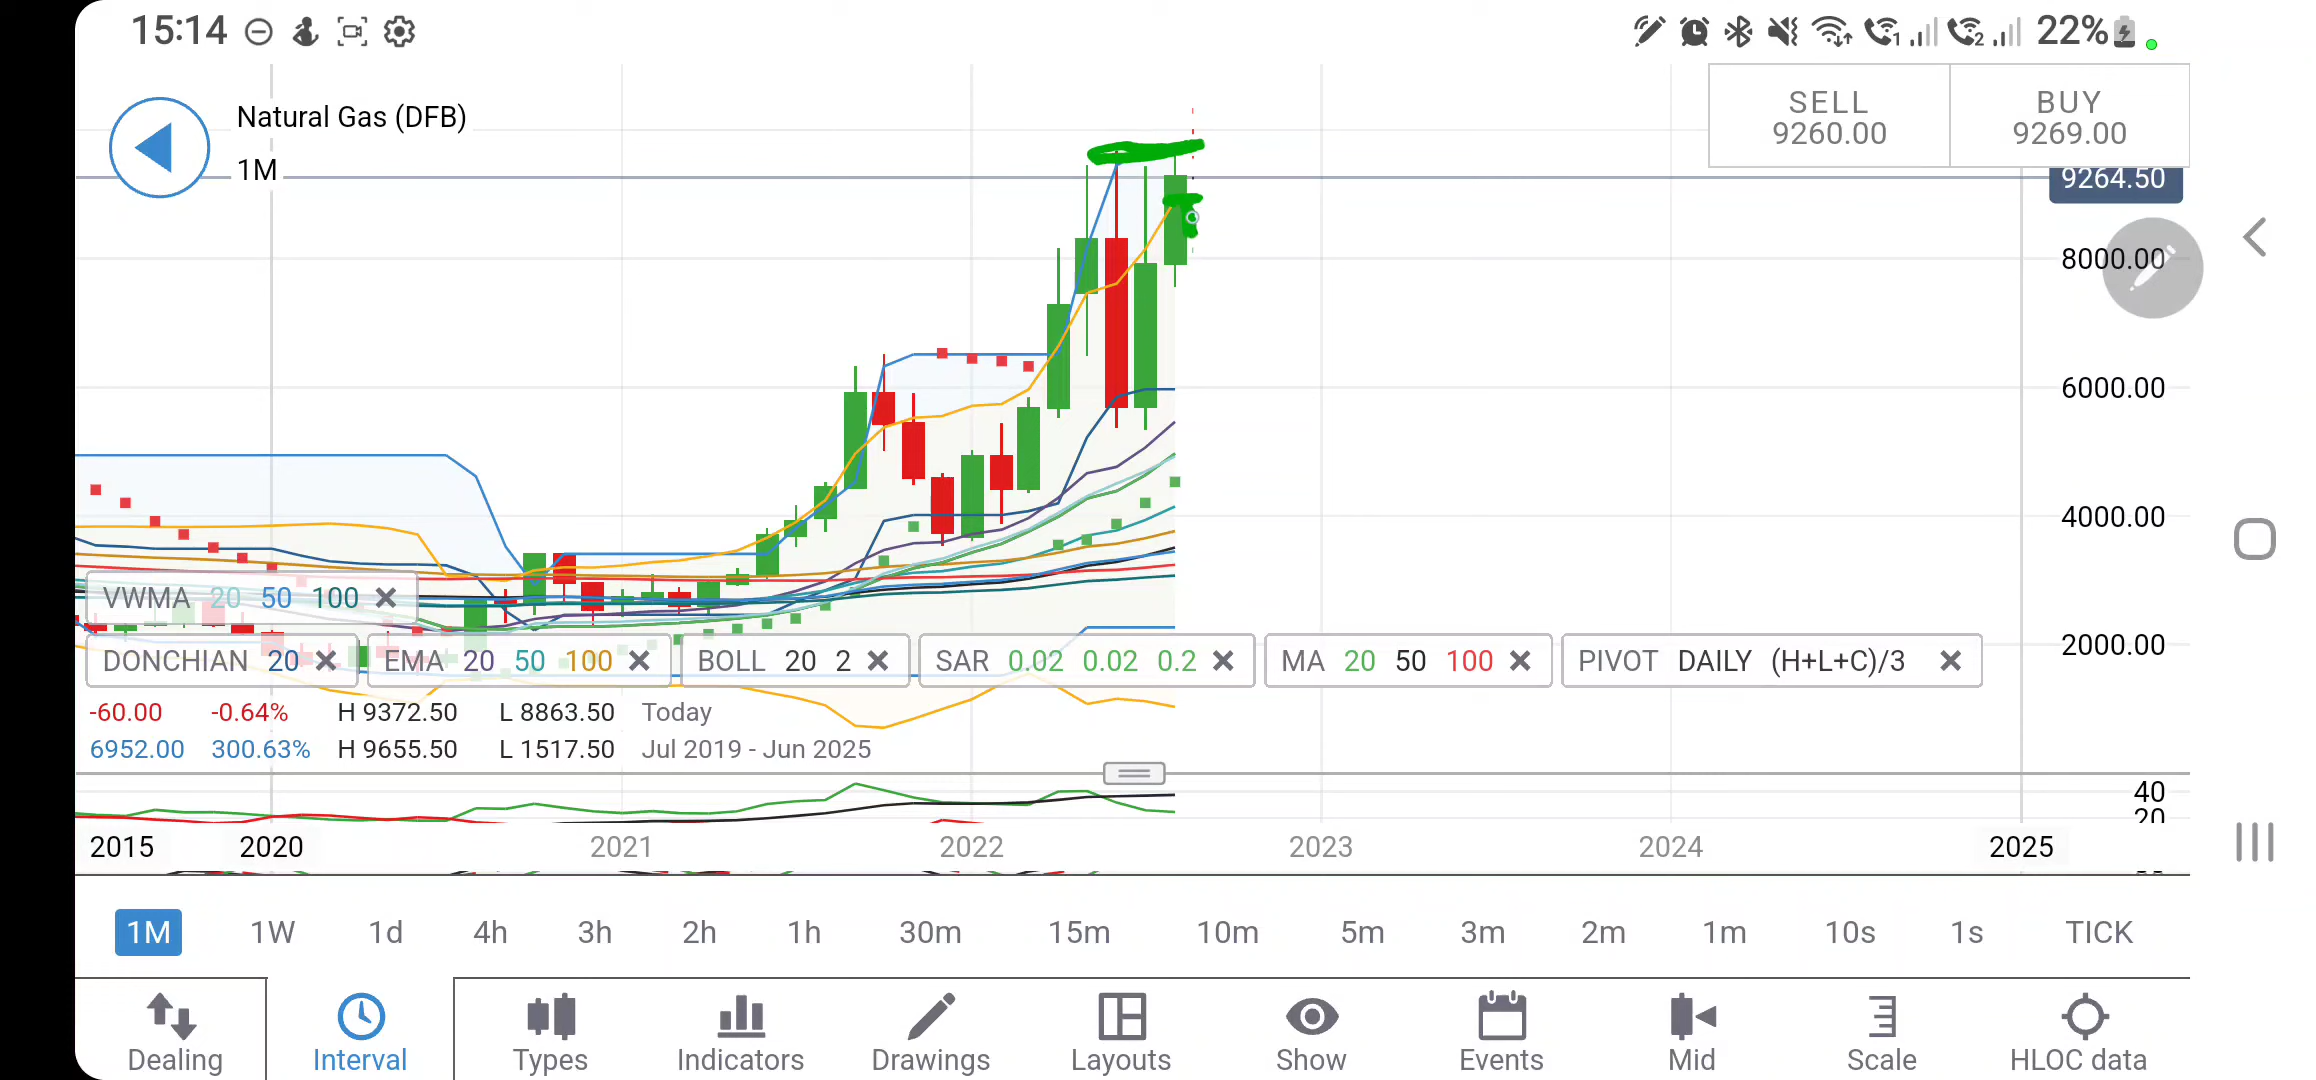 15:14
1
2
22%
Natural Gas (DFB)
1M
SELL
9260.00
BUY
9269.00
9264.50
8000.00
6000.00
4000.00
2000.00
VWMA 20 50 100
DONCHIAN 20
EMA 20 50 100
BOLL 20 2
SAR 0.02 0.02 0.2
MA 20 50 100
PIVOT DAILY (H+L+C)/3
-60.00 -0.64% H 9372.50 L 8863.50 Today
6952.00 300.63% H 9655.50 L 1517.50 Jul 2019 - Jun 2025
40
20
2015 2020 2021 2022 2023 2024 2025
1M 1W 1d 4h 3h 2h 1h 30m 15m 10m 5m 3m 2m 1m 10s 1s TICK
Dealing Interval Types Indicators Drawings Layouts Show Events Mid Scale HLOC data